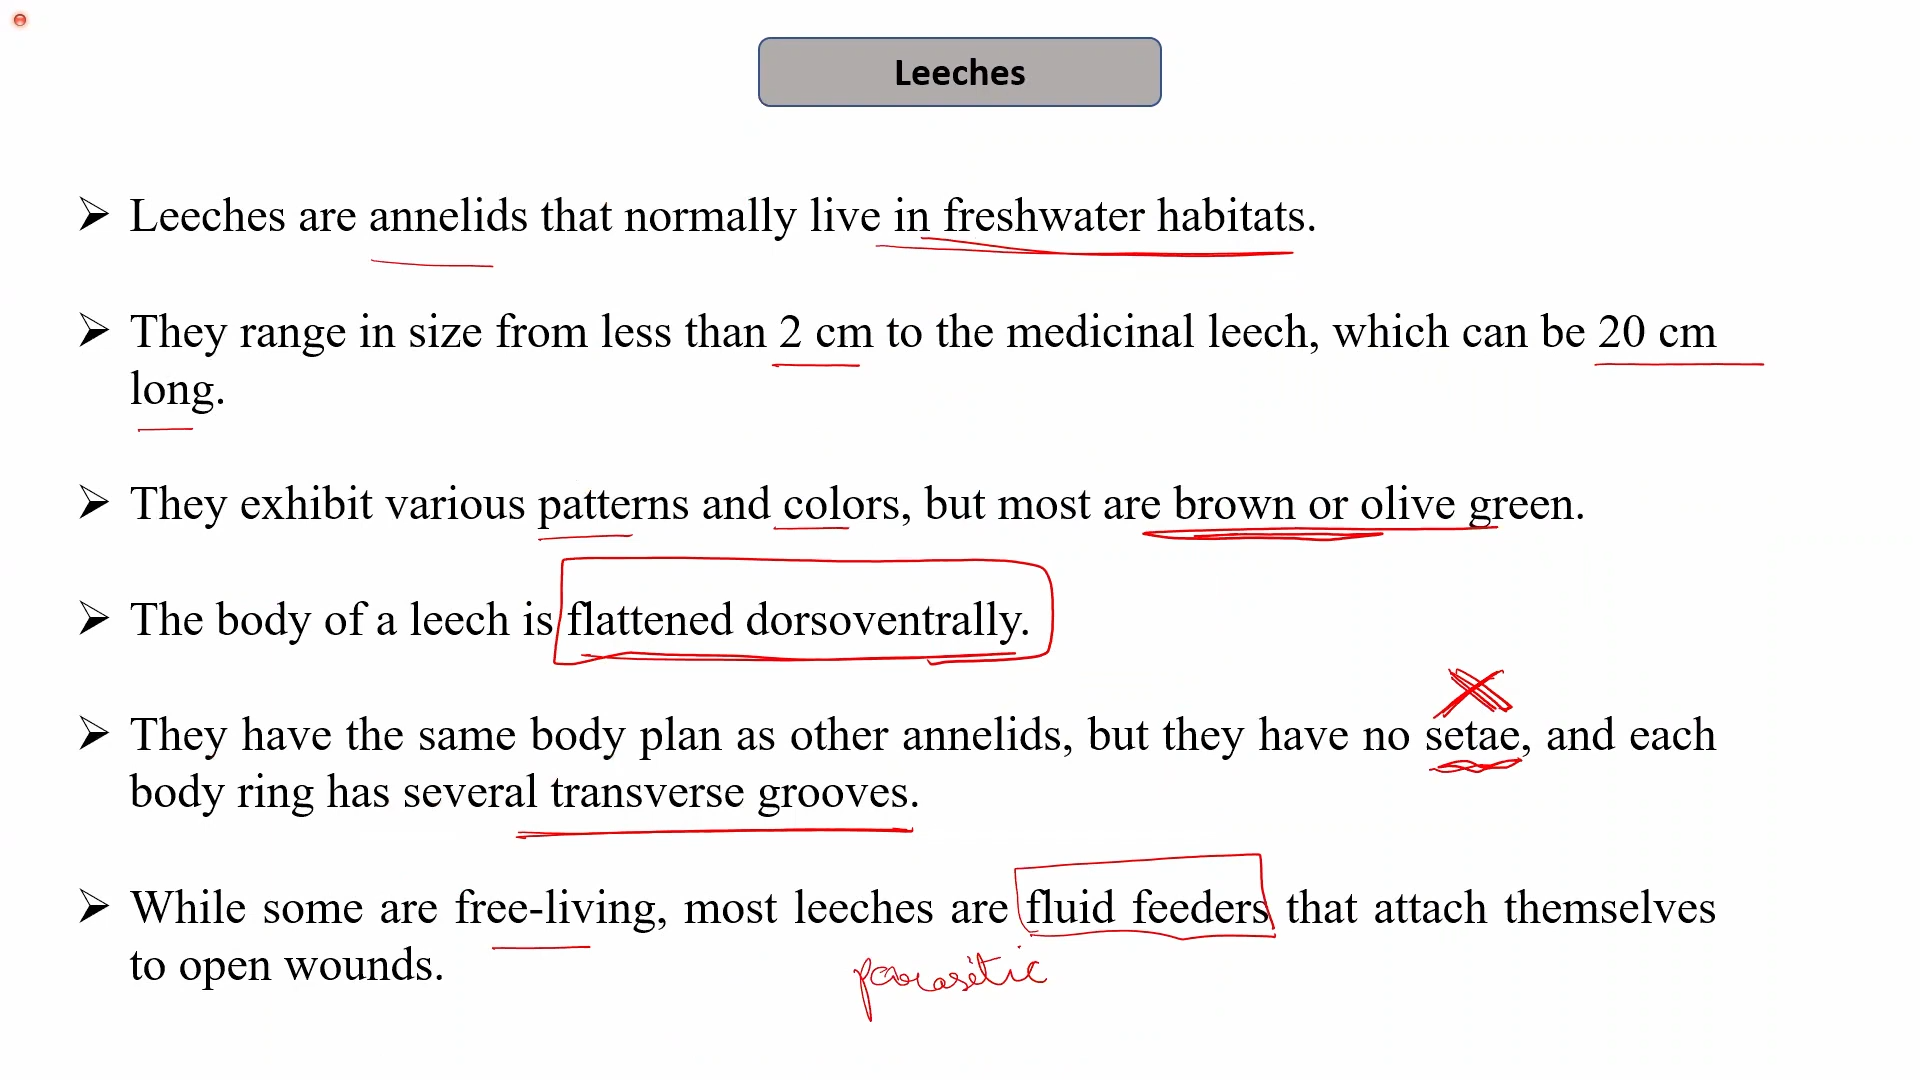 Leeches
➢ Leeches are annelids that normally live in freshwater habitats.
➢ They range in size from less than 2 cm to the medicinal leech, which can be 20 cm
long.
➢ They exhibit various patterns and colors, but most are brown or olive green.
➢ The body of a leech is flattened dorsoventrally.
➢ They have the same body plan as other annelids, but they have no setae, and each
body ring has several transverse grooves.
➢ While some are free-living, most leeches are fluid feeders that attach themselves
to open wounds.
parasitic